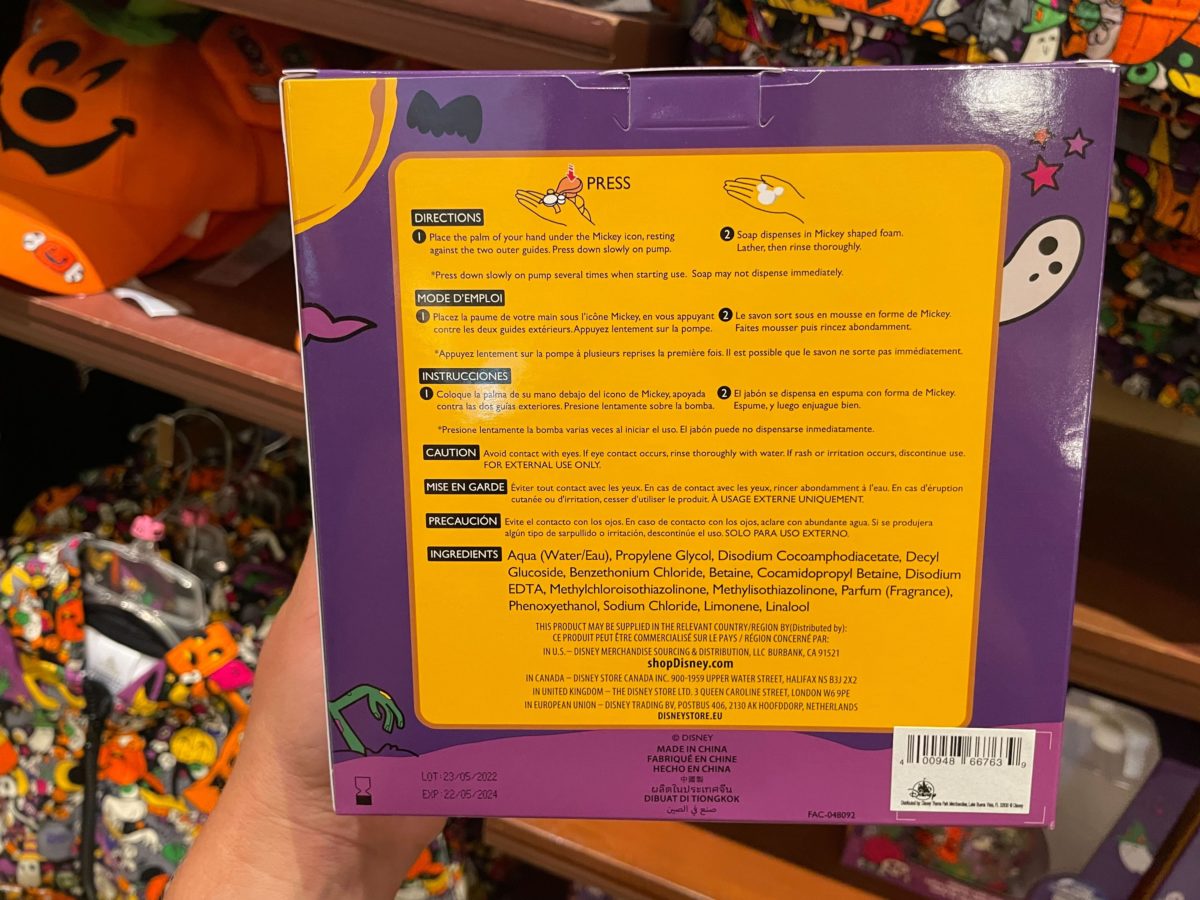 PRESS
DIRECTIONS
1 Place the palm of your hand under the Mickey icon, resting
against the two outer guides. Press down slowly on pump.
2 Soap dispenses in Mickey shaped foam.
Lather, then rinse thoroughly.
*Press down slowly on pump several times when starting use. Soap may not dispense immediately.
MODE D'EMPLOI
1 Placez la paume de votre main sous l'icône Mickey, en vous appuyant
contre les deux guides extérieurs. Appuyez lentement sur la pompe.
2 Le savon sort sous en mousse en forme de Mickey.
Faites mousser puis rincez abondamment.
*Appuyez lentement sur la pompe à plusieurs reprises la première fois. Il est possible que le savon ne sorte pas immédiatement.
INSTRUCCIONES
1 Coloque la palma de su mano debajo del icono de Mickey, apoyada
contra las dos guías exteriores. Presione lentamente sobre la bomba.
2 El jabón se dispensa en espuma con forma de Mickey.
Espume, y luego enjuague bien.
*Presione lentamente la bomba varias veces al iniciar el uso. El jabón puede no dispensarse inmediatamente.
CAUTION Avoid contact with eyes. If eye contact occurs, rinse thoroughly with water. If rash or irritation occurs, discontinue use.
FOR EXTERNAL USE ONLY.
MISE EN GARDE Éviter tout contact avec les yeux. En cas de contact avec les yeux, rincer abondamment à l'eau. En cas d'éruption
cutanée ou d'irritation, cesser d'utiliser le produit. À USAGE EXTERNE UNIQUEMENT.
PRECAUCIÓN Evite el contacto con los ojos. En caso de contacto con los ojos, aclare con abundante agua. Si se produjera
algún tipo de sarpullido o irritación, descontinúe el uso. SOLO PARA USO EXTERNO.
INGREDIENTS Aqua (Water/Eau), Propylene Glycol, Disodium Cocoamphodiacetate, Decyl
Glucoside, Benzethonium Chloride, Betaine, Cocamidopropyl Betaine, Disodium
EDTA, Methylchloroisothiazolinone, Methylisothiazolinone, Parfum (Fragrance),
Phenoxyethanol, Sodium Chloride, Limonene, Linalool
THIS PRODUCT MAY BE SUPPLIED IN THE RELEVANT COUNTRY/REGION BY(Distributed by):
CE PRODUIT PEUT ÊTRE COMMERCIALISÉ SUR LE PAYS / RÉGION CONCERNÉ PAR:
IN U.S. – DISNEY MERCHANDISE SOURCING & DISTRIBUTION, LLC BURBANK, CA 91521
shopDisney.com
IN CANADA – DISNEY STORE CANADA INC. 900-1959 UPPER WATER STREET, HALIFAX NS B3J 2X2
IN UNITED KINGDOM – THE DISNEY STORE LTD. 3 QUEEN CAROLINE STREET, LONDON W6 9PE
IN EUROPEAN UNION – DISNEY TRADING BV, POSTBUS 406, 2130 AK HOOFDDORP, NETHERLANDS
DISNEYSTORE.EU
© DISNEY
MADE IN CHINA
FABRIQUÉ EN CHINE
HECHO EN CHINA
中國製
ผลิตในประเทศจีน
DIBUAT DI TIONGKOK
صنع في الصين
LOT:23/05/2022
EXP:22/05/2024
FAC-048092
4 00948 66763 9
Disney
Distributed by Disney Theme Park Merchandise, Lake Buena Vista, FL 32830 © Disney